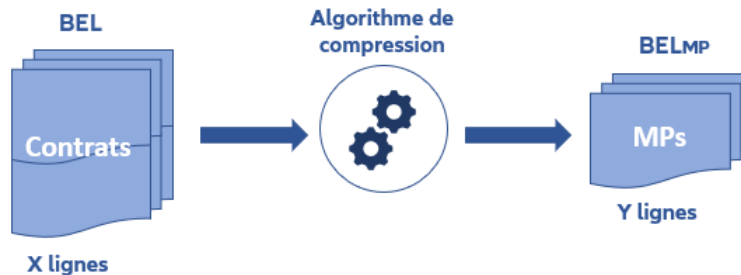 BEL
Contrats
X lignes
Algorithme de
compression
BELMP
MPs
Y lignes